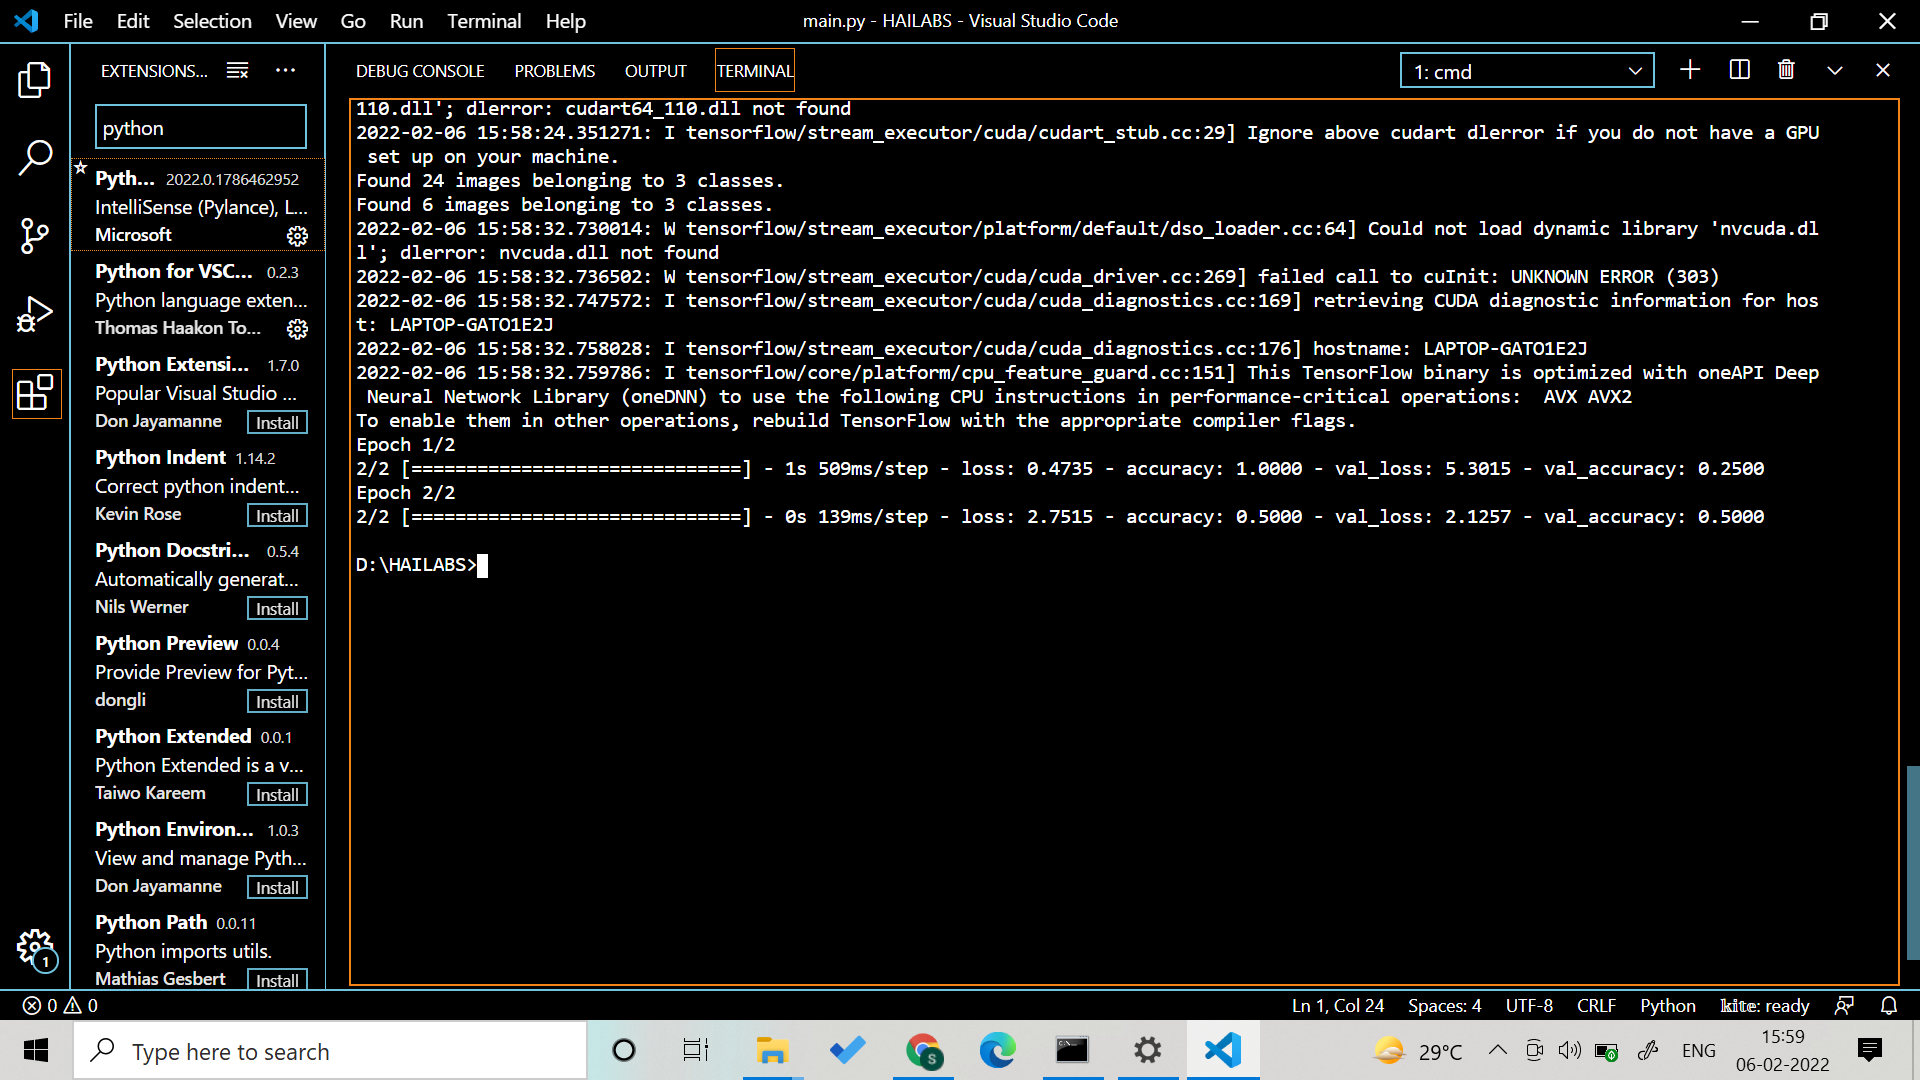 File Edit Selection View Go Run Terminal Help
main.py - HAILABS - Visual Studio Code
EXTENSIONS...
python
Pyth... 2022.0.1786462952
IntelliSense (Pylance), L...
Microsoft
Python for VSC... 0.2.3
Python language exten...
Thomas Haakon To...
Python Extensi... 1.7.0
Popular Visual Studio ...
Don Jayamanne Install
Python Indent 1.14.2
Correct python indent...
Kevin Rose Install
Python Docstri... 0.5.4
Automatically generat...
Nils Werner Install
Python Preview 0.0.4
Provide Preview for Pyt...
dongli Install
Python Extended 0.0.1
Python Extended is a v...
Taiwo Kareem Install
Python Environ... 1.0.3
View and manage Pyth...
Don Jayamanne Install
Python Path 0.0.11
Python imports utils.
Mathias Gesbert Install
1
DEBUG CONSOLE PROBLEMS OUTPUT TERMINAL
1: cmd
110.dll'; dlerror: cudart64_110.dll not found
2022-02-06 15:58:24.351271: I tensorflow/stream_executor/cuda/cudart_stub.cc:29] Ignore above cudart dlerror if you do not have a GPU
set up on your machine.
Found 24 images belonging to 3 classes.
Found 6 images belonging to 3 classes.
2022-02-06 15:58:32.730014: W tensorflow/stream_executor/platform/default/dso_loader.cc:64] Could not load dynamic library 'nvcuda.dl
l'; dlerror: nvcuda.dll not found
2022-02-06 15:58:32.736502: W tensorflow/stream_executor/cuda/cuda_driver.cc:269] failed call to cuInit: UNKNOWN ERROR (303)
2022-02-06 15:58:32.747572: I tensorflow/stream_executor/cuda/cuda_diagnostics.cc:169] retrieving CUDA diagnostic information for hos
t: LAPTOP-GATO1E2J
2022-02-06 15:58:32.758028: I tensorflow/stream_executor/cuda/cuda_diagnostics.cc:176] hostname: LAPTOP-GATO1E2J
2022-02-06 15:58:32.759786: I tensorflow/core/platform/cpu_feature_guard.cc:151] This TensorFlow binary is optimized with oneAPI Deep
Neural Network Library (oneDNN) to use the following CPU instructions in performance-critical operations:  AVX AVX2
To enable them in other operations, rebuild TensorFlow with the appropriate compiler flags.
Epoch 1/2
2/2 [==============================] - 1s 509ms/step - loss: 0.4735 - accuracy: 1.0000 - val_loss: 5.3015 - val_accuracy: 0.2500
Epoch 2/2
2/2 [==============================] - 0s 139ms/step - loss: 2.7515 - accuracy: 0.5000 - val_loss: 2.1257 - val_accuracy: 0.5000
D:\HAILABS>
0 0
Ln 1, Col 24 Spaces: 4 UTF-8 CRLF Python kite: ready
Type here to search
S
29°C
ENG
15:59
06-02-2022